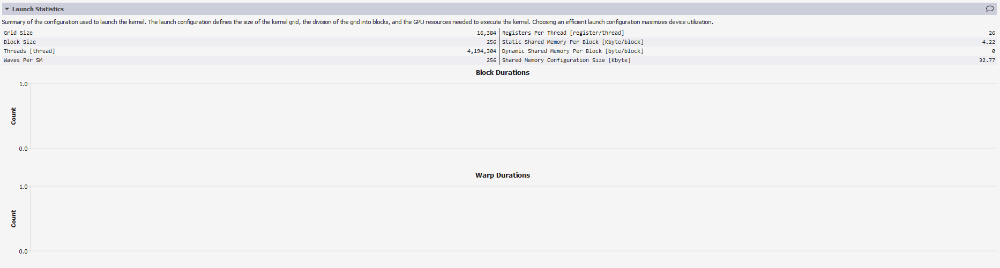 Launch Statistics
Summary of the configuration used to launch the kernel. The launch configuration defines the size of the kernel grid, the division of the grid into blocks, and the GPU resources needed to execute the kernel. Choosing an efficient launch configuration maximizes device utilization.
Grid Size 16,384 Registers Per Thread [register/thread] 26
Block Size 256 Static Shared Memory Per Block [Kbyte/block] 4.22
Threads [thread] 4,194,304 Dynamic Shared Memory Per Block [byte/block] 0
Waves Per SM 256 Shared Memory Configuration Size [Kbyte] 32.77
Block Durations
1.0
Count
0.0
Warp Durations
1.0
Count
0.0